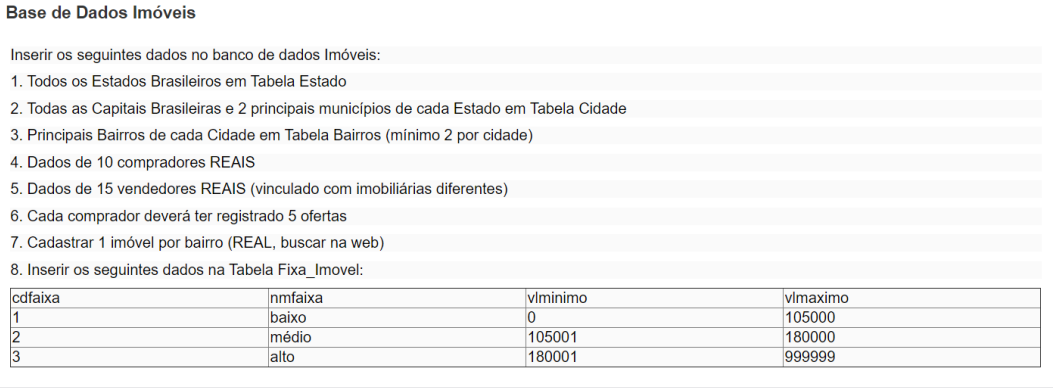 Base de Dados Imóveis
Inserir os seguintes dados no banco de dados Imóveis:
1. Todos os Estados Brasileiros em Tabela Estado
2. Todas as Capitais Brasileiras e 2 principais municípios de cada Estado em Tabela Cidade
3. Principais Bairros de cada Cidade em Tabela Bairros (mínimo 2 por cidade)
4. Dados de 10 compradores REAIS
5. Dados de 15 vendedores REAIS (vinculado com imobiliárias diferentes)
6. Cada comprador deverá ter registrado 5 ofertas
7. Cadastrar 1 imóvel por bairro (REAL, buscar na web)
8. Inserir os seguintes dados na Tabela Fixa_Imovel:
cdfaixa nmfaixa vlminimo vlmaximo
1 baixo 0 105000
2 médio 105001 180000
3 alto 180001 999999